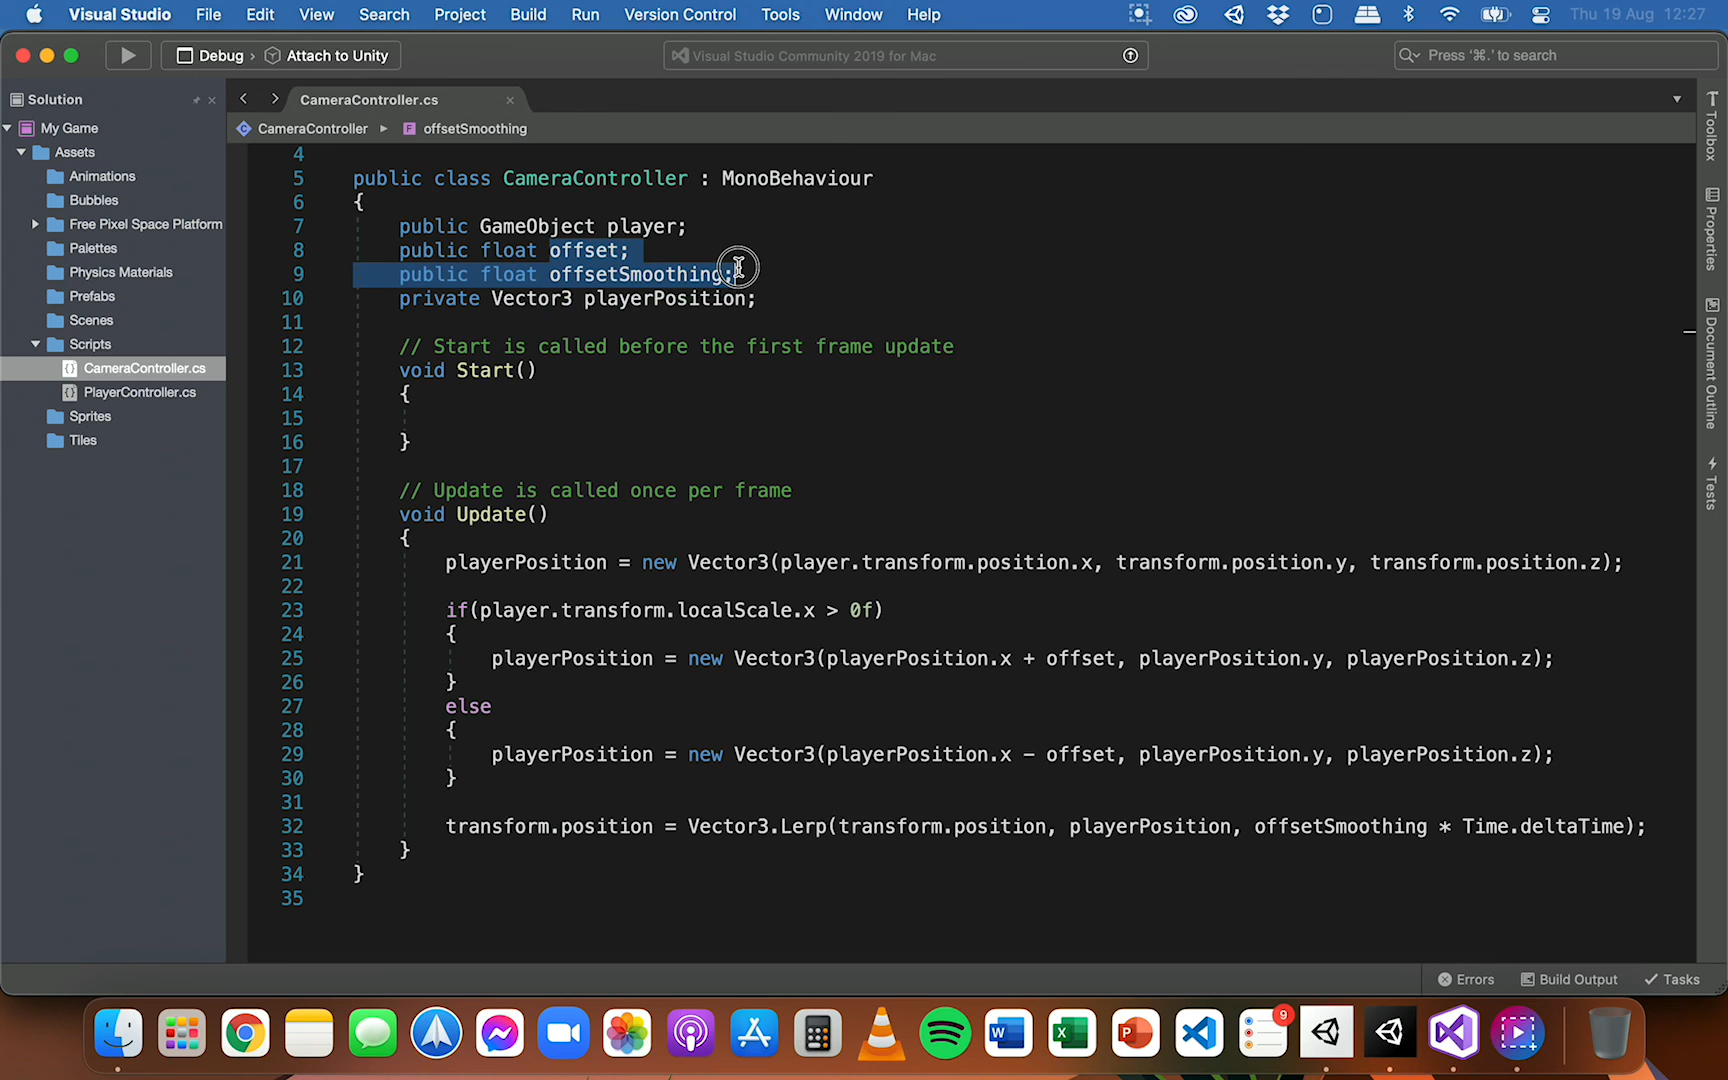 Visual Studio File Edit View Search Project Build Run Version Control Tools Window Help Thu 19 Aug 12:27
Debug › Attach to Unity Visual Studio Community 2019 for Mac Press '⌘.' to search
Solution
My Game
Assets
Animations
Bubbles
Free Pixel Space Platform
Palettes
Physics Materials
Prefabs
Scenes
Scripts
CameraController.cs
PlayerController.cs
Sprites
Tiles
CameraController.cs
CameraController offsetSmoothing
4
5 public class CameraController : MonoBehaviour
6 {
7 public GameObject player;
8 public float offset;
9 public float offsetSmoothing;
10 private Vector3 playerPosition;
11
12 // Start is called before the first frame update
13 void Start()
14 {
15
16 }
17
18 // Update is called once per frame
19 void Update()
20 {
21 playerPosition = new Vector3(player.transform.position.x, transform.position.y, transform.position.z);
22
23 if(player.transform.localScale.x > 0f)
24 {
25 playerPosition = new Vector3(playerPosition.x + offset, playerPosition.y, playerPosition.z);
26 }
27 else
28 {
29 playerPosition = new Vector3(playerPosition.x - offset, playerPosition.y, playerPosition.z);
30 }
31
32 transform.position = Vector3.Lerp(transform.position, playerPosition, offsetSmoothing * Time.deltaTime);
33 }
34 }
35
Toolbox
Properties
Document Outline
Tests
Errors Build Output Tasks
W X P 9